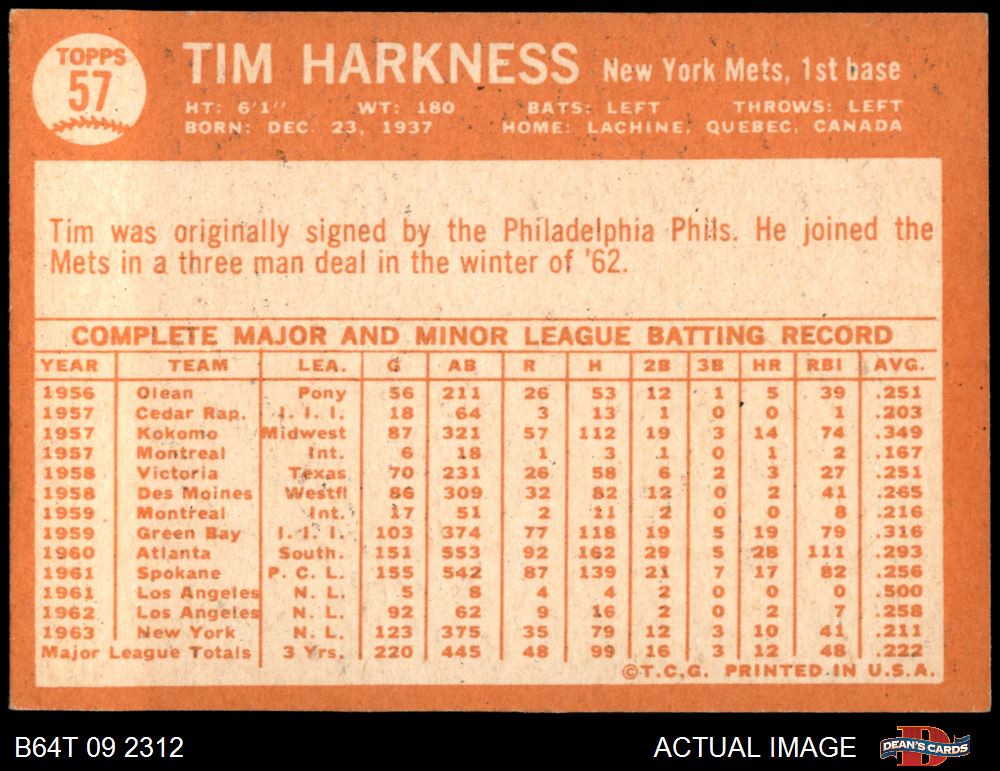 TOPPS
57
TIM HARKNESS New York Mets, 1st base
HT: 6'1" WT: 180 BATS: LEFT THROWS: LEFT
BORN: DEC. 23, 1937 HOME: LACHINE, QUEBEC, CANADA
Tim was originally signed by the Philadelphia Phils. He joined the
Mets in a three man deal in the winter of '62.
COMPLETE MAJOR AND MINOR LEAGUE BATTING RECORD
YEAR TEAM LEA. G AB R H 2B 3B HR RBI AVG.
1956 Olean Pony 56 211 26 53 12 1 5 39 .251
1957 Cedar Rap. I. I. I. 18 64 3 13 1 0 0 1 .203
1957 Kokomo Midwest 87 321 57 112 19 3 14 74 .349
1957 Montreal Int. 6 18 1 3 1 0 1 2 .167
1958 Victoria Texas 70 231 26 58 6 2 3 27 .251
1958 Des Moines Westfl 86 309 32 82 12 0 2 41 .265
1959 Montreal Int. 17 51 2 11 2 0 0 8 .216
1959 Green Bay I. I. I. 103 374 77 118 19 5 19 79 .316
1960 Atlanta South. 151 553 92 162 29 5 28 111 .293
1961 Spokane P. C. L. 155 542 87 139 21 7 17 82 .256
1961 Los Angeles N. L. 5 8 4 4 2 0 0 0 .500
1962 Los Angeles N. L. 92 62 9 16 2 0 2 7 .258
1963 New York N. L. 123 375 35 79 12 3 10 41 .211
Major League Totals 3 Yrs. 220 445 48 99 16 3 12 48 .222
©T.C.G. PRINTED IN U.S.A.
B64T 09 2312 ACTUAL IMAGE DEAN'S CARDS